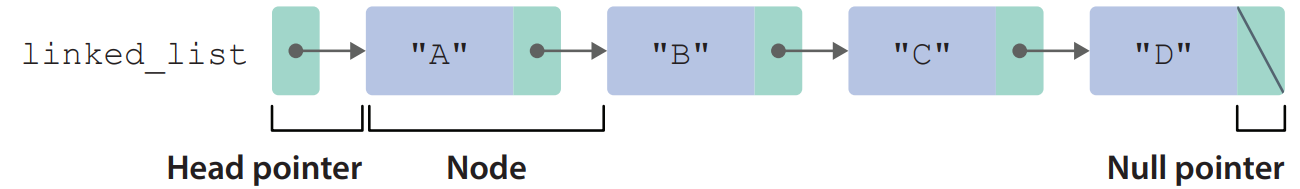 linked_list "A" "B" "C" "D"
Head pointer Node Null pointer